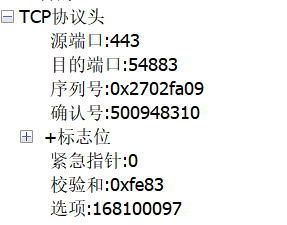 TCP协议头
源端口:443
目的端口:54883
序列号:0x2702fa09
确认号:500948310
+标志位
紧急指针:0
校验和:0xfe83
选项:168100097